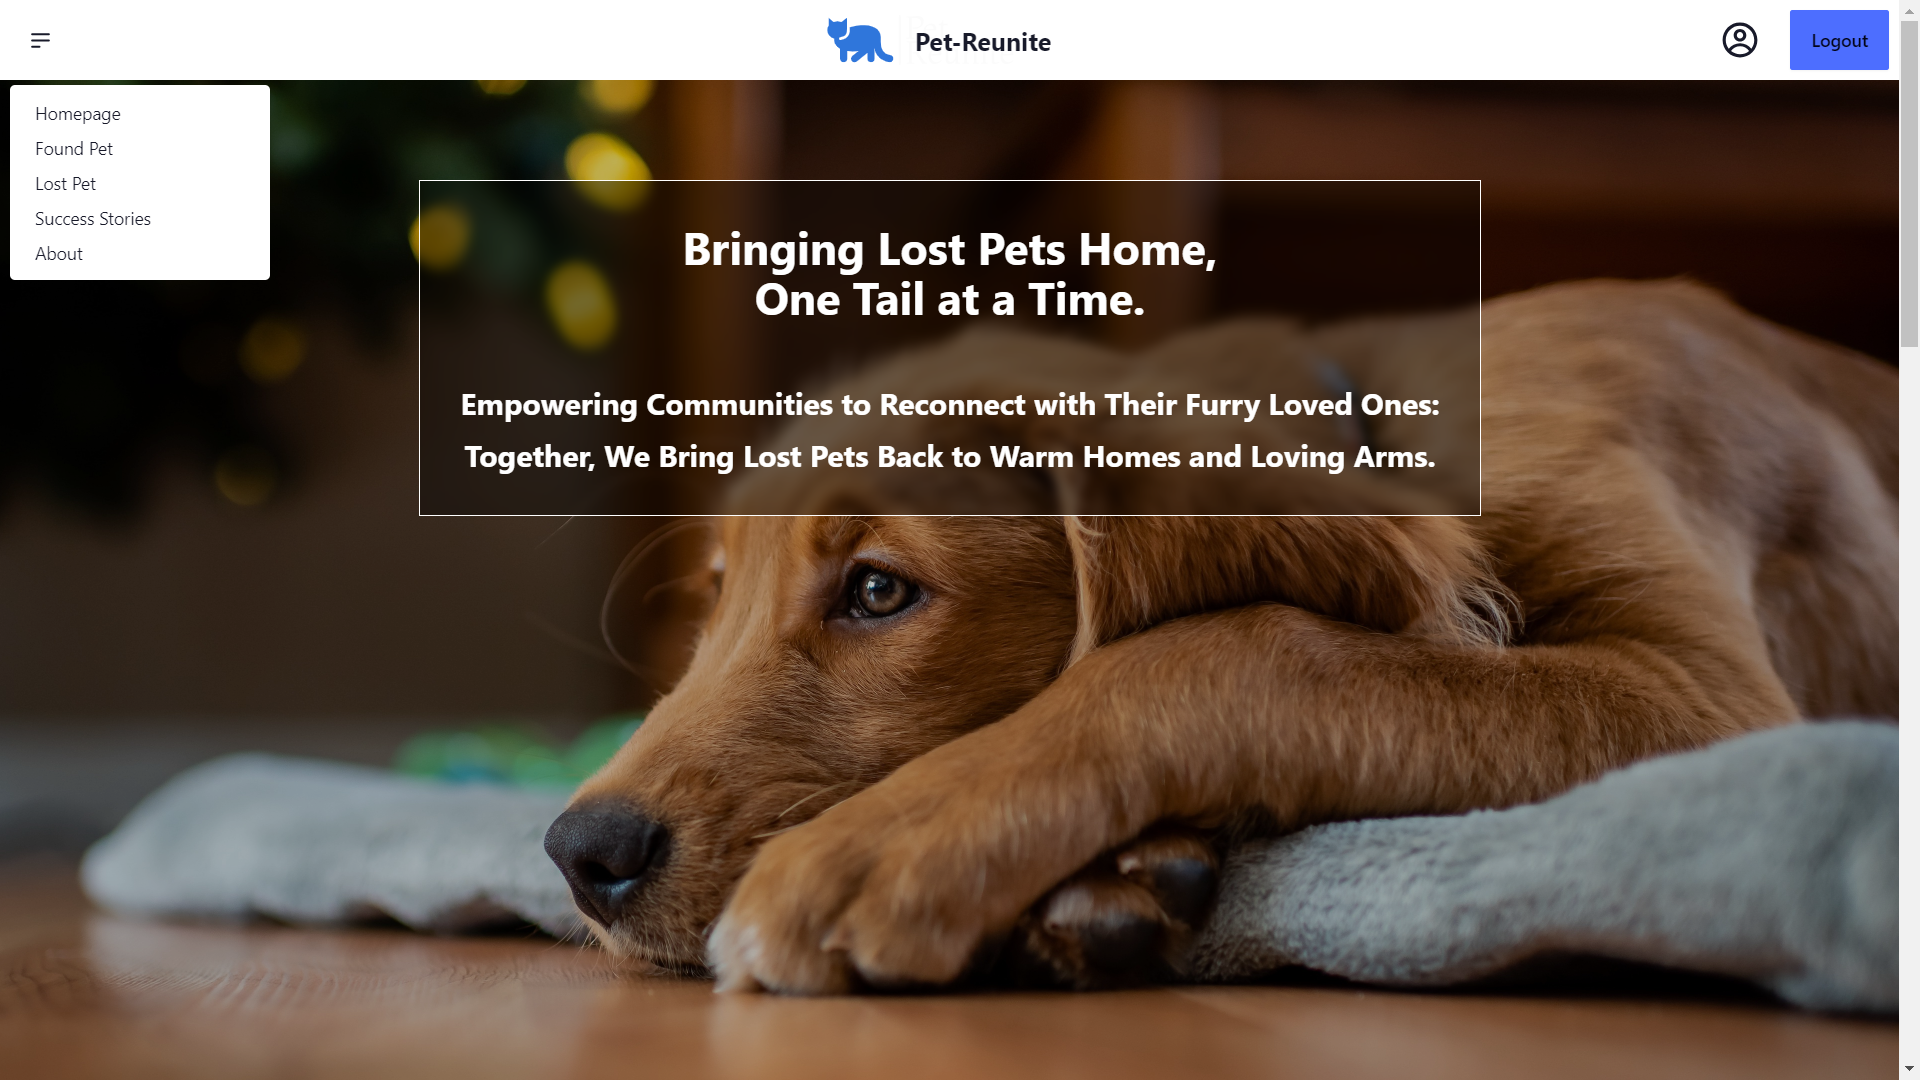 Pet-Reunite
Logout
Homepage
Found Pet
Lost Pet
Success Stories
About
Bringing Lost Pets Home,
One Tail at a Time.
Empowering Communities to Reconnect with Their Furry Loved Ones:
Together, We Bring Lost Pets Back to Warm Homes and Loving Arms.